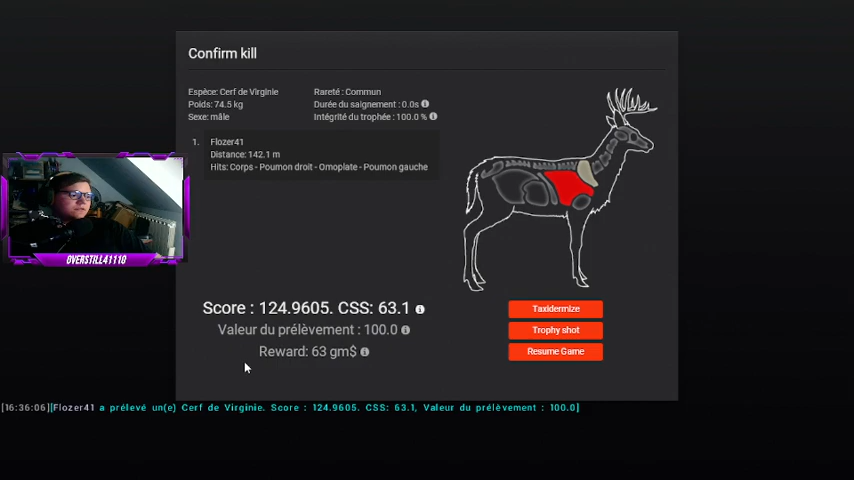 Confirm kill
Espèce: Cerf de Virginie
Poids: 74.5 kg
Sexe: mâle
Rareté : Commun
Durée du saignement : 0.0s
Intégrité du trophée : 100.0 %
1. Flozer41
Distance: 142.1 m
Hits: Corps - Poumon droit - Omoplate - Poumon gauche
0VERSTILL41110
Score : 124.9605. CSS: 63.1
Valeur du prélèvement : 100.0
Reward: 63 gm$
Taxidermize
Trophy shot
Resume Game
[16:36:06][Flozer41 a prélevé un(e) Cerf de Virginie. Score : 124.9605. CSS: 63.1, Valeur du prélèvement : 100.0]